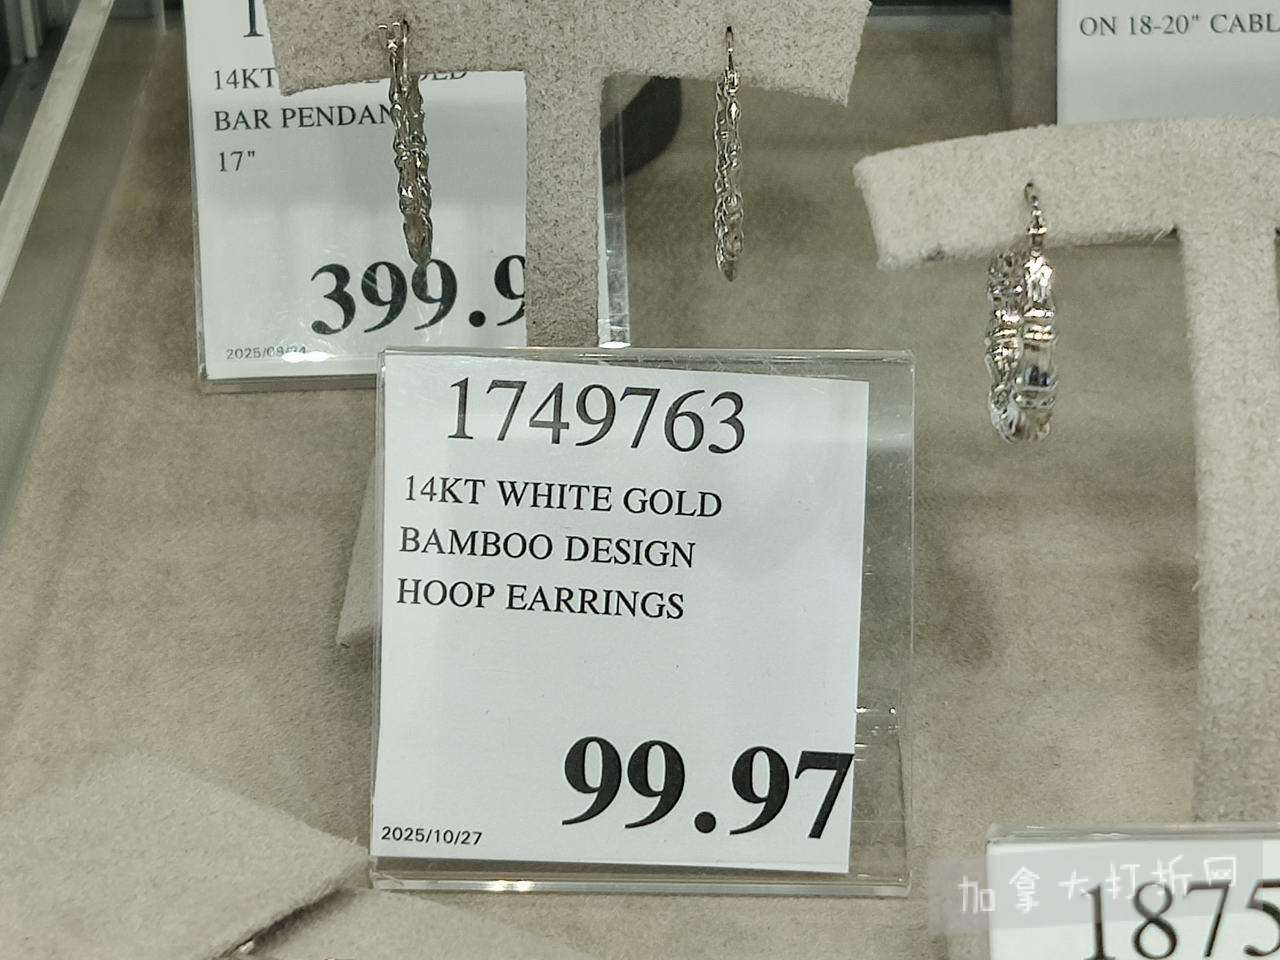 14KT
BAR PENDAN
17"
399.9
2025/08/24
ON 18-20" CABL
1749763
14KT WHITE GOLD
BAMBOO DESIGN
HOOP EARRINGS
99.97
2025/10/27
加拿大打折网
1875